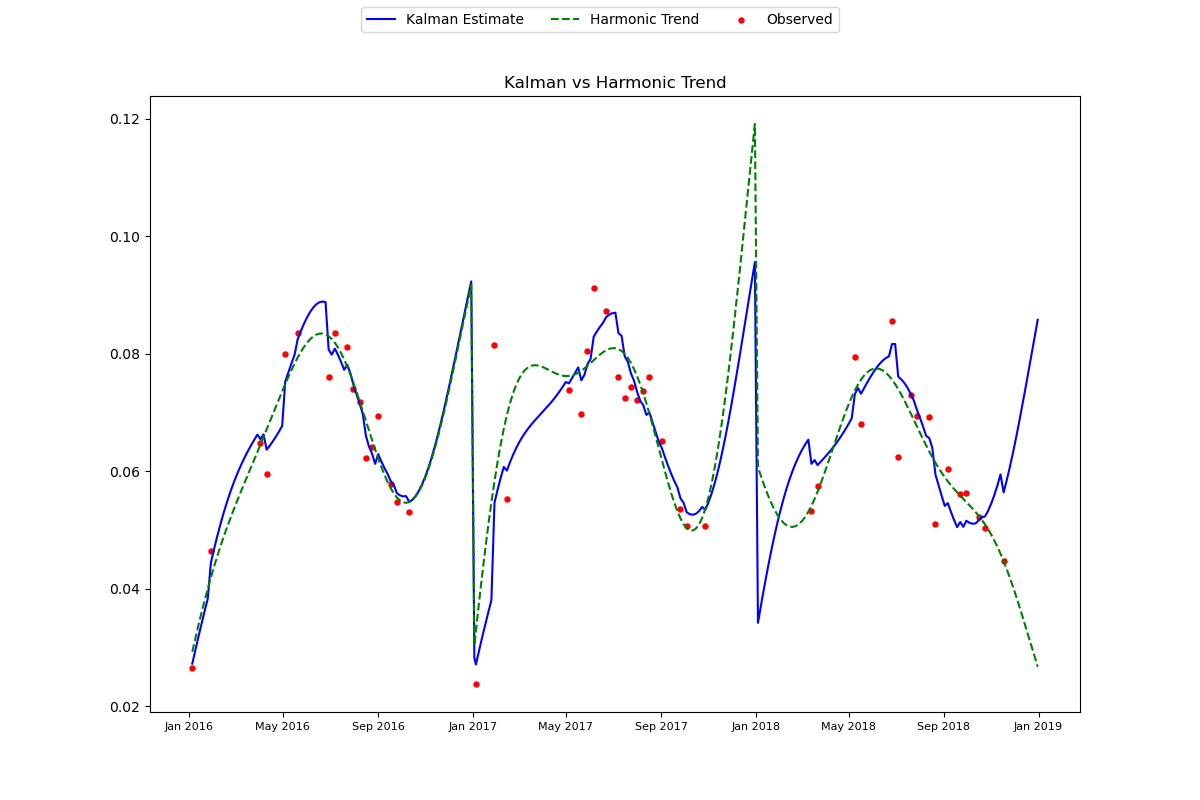 Kalman Estimate Harmonic Trend Observed
Kalman vs Harmonic Trend
0.12
0.10
0.08
0.06
0.04
0.02
Jan 2016 May 2016 Sep 2016 Jan 2017 May 2017 Sep 2017 Jan 2018 May 2018 Sep 2018 Jan 2019